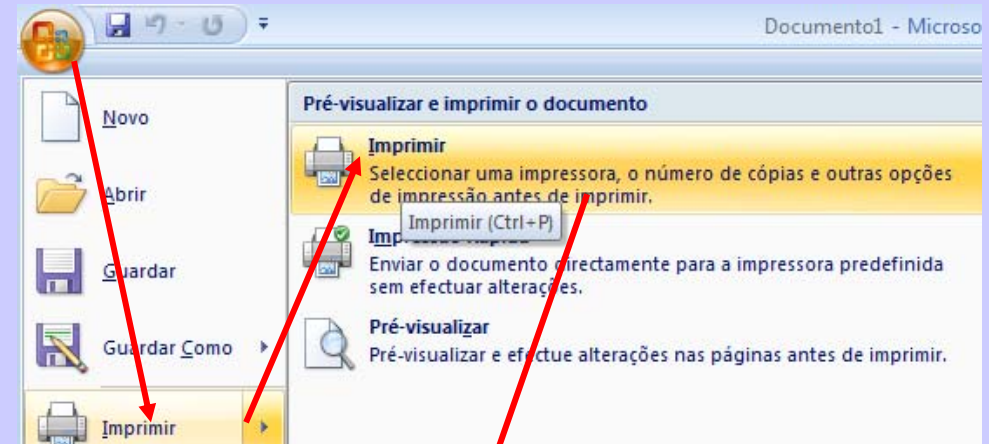 Documento1 - Microso
Novo
Abrir
Guardar
Guardar Como
Imprimir
Pré-visualizar e imprimir o documento
Imprimir
Seleccionar uma impressora, o número de cópias e outras opções
de impressão antes de imprimir.
Imprimir (Ctrl+P)
Enviar o documento directamente para a impressora predefinida
sem efectuar alterações.
Pré-visualizar
Pré-visualizar e efectue alterações nas páginas antes de imprimir.